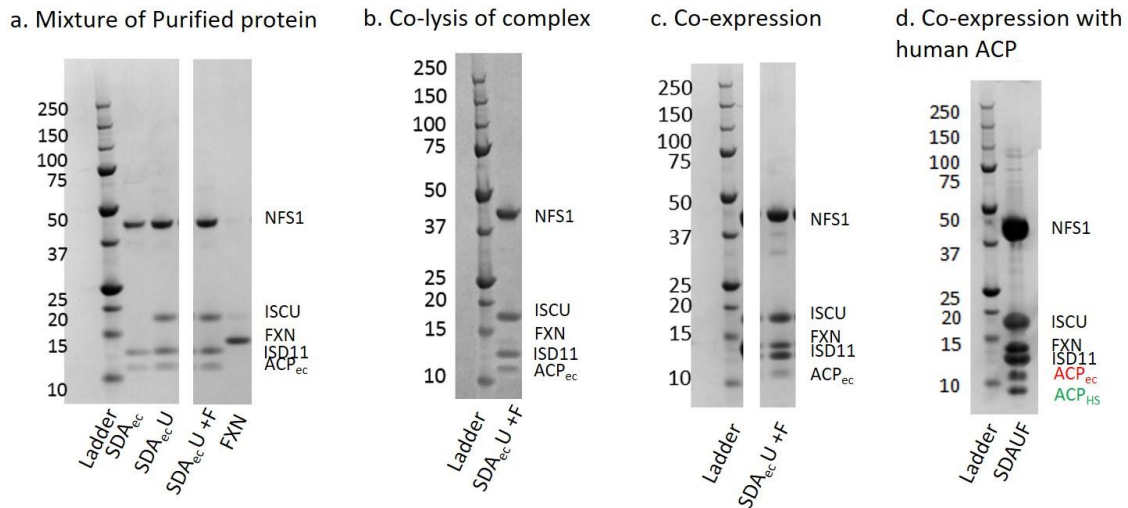 a. Mixture of Purified protein
250
150
100
75
50
37
25
20
15
10
NFS1
ISCU
FXN
ISD11
ACPec
Ladder
SDAec
SDAecU
SDAecU +F
FXN
b. Co-lysis of complex
250
150
100
75
50
37
25
20
15
10
NFS1
ISCU
FXN
ISD11
ACPec
Ladder
SDAecU +F
c. Co-expression
250
150
100
75
50
37
25
20
15
10
NFS1
ISCU
FXN
ISD11
ACPec
Ladder
SDAecU +F
d. Co-expression with
human ACP
250
150
100
75
50
37
25
20
15
10
NFS1
ISCU
FXN
ISD11
ACPec
ACPHS
Ladder
SDAUF